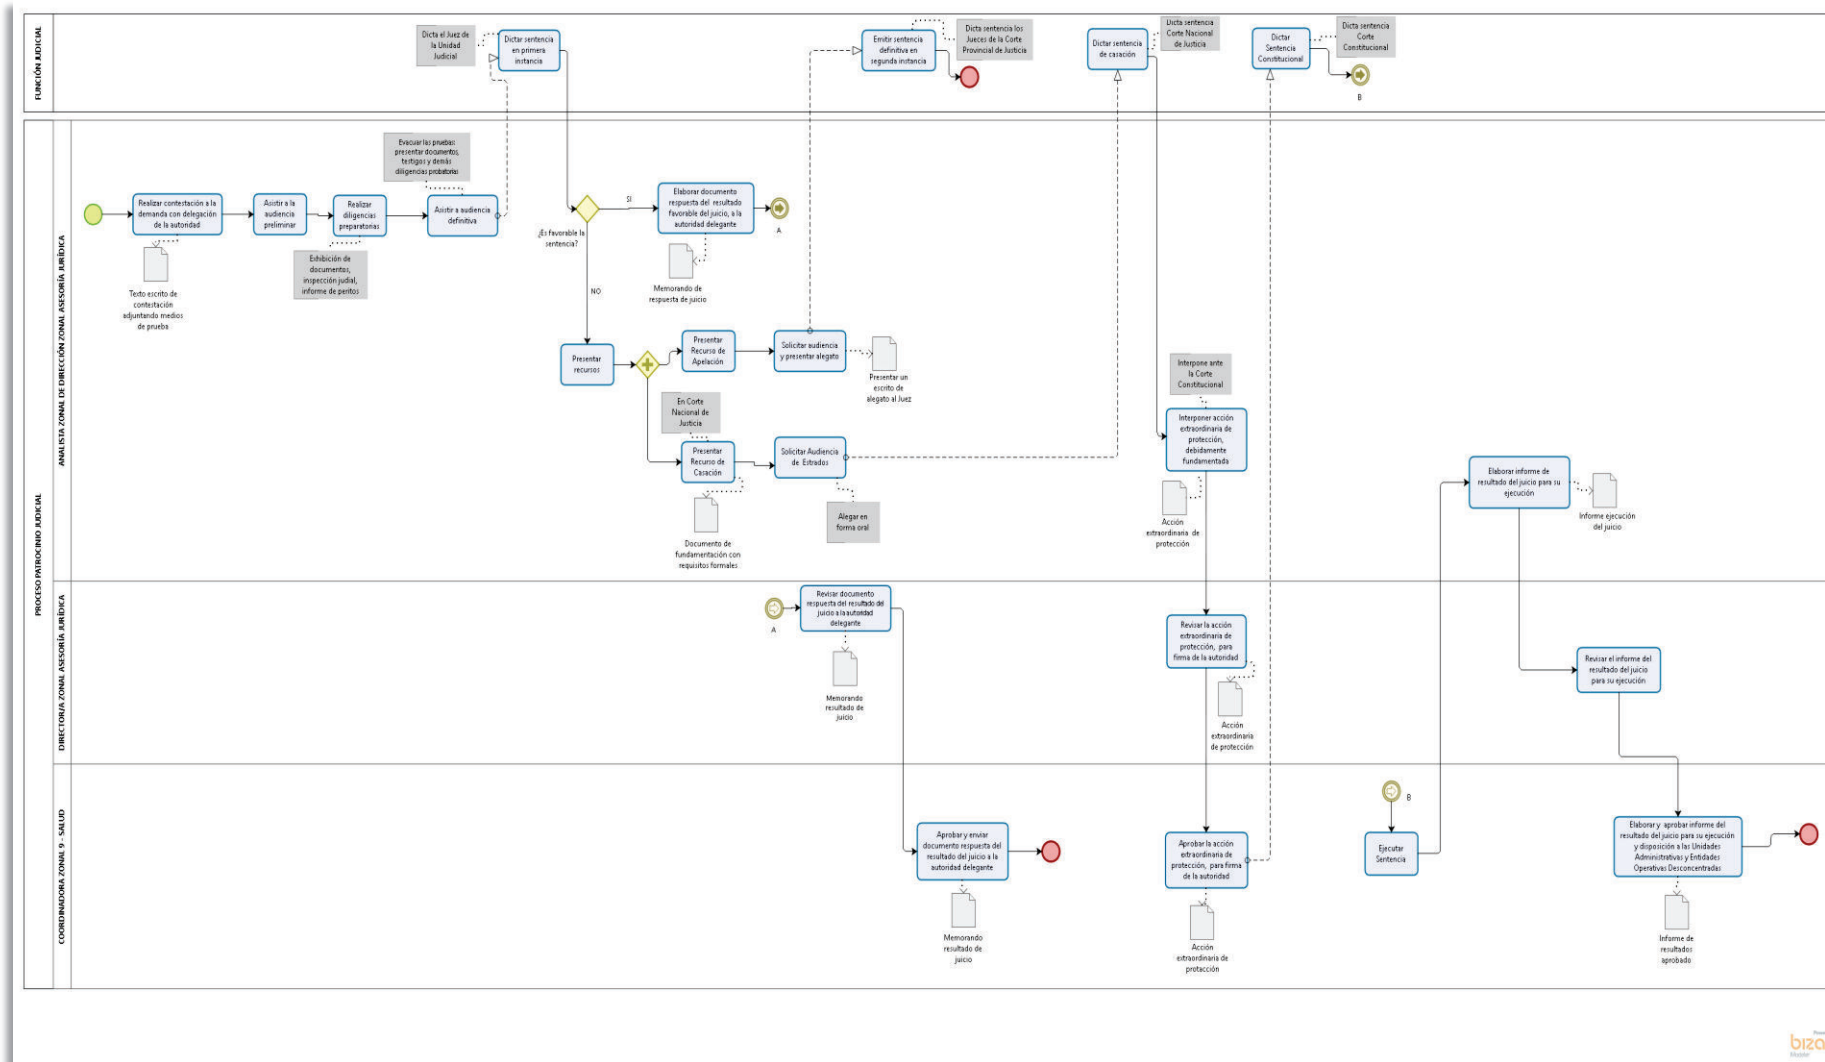 FUNCIÓN JUDICIAL
Dicta el Juez de
la Unidad
Judicial
Dictar sentencia
en primera
instancia
Emitir sentencia
definitiva en
segunda instancia
Dicta sentencia los
Jueces de la Corte
Provincial de Justicia
Dictar sentencia
de casación
Dicta sentencia
Corte Nacional
de Justicia
Dictar
Sentencia
Constitucional
Dicta sentencia
Corte
Constitucional
B
PROCESO PATROCINIO JUDICIAL
ANALISTA ZONAL DE DIRECCIÓN ZONAL ASESORÍA JURÍDICA
Realizar contestación a la
demanda con delegación
de la autoridad
Texto escrito de
contestación
adjuntando medios
de prueba
Asistir a la
audiencia
preliminar
Realizar
diligencias
preparatorias
Exhibición de
documentos,
inspección judial,
informe de peritos
Evacuar las pruebas:
presentar documentos,
testigos y demás
diligencias probatorias
Asistir a audiencia
definitiva
¿Es favorable la
sentencia?
SI
NO
Elaborar documento
respuesta del resultado
favorable del juicio, a la
autoridad delegante
A
Memorando de
respuesta de juicio
Presentar
recursos
Presentar
Recurso de
Apelación
Solicitar audiencia
y presentar alegato
Presentar un
escrito de
alegato al Juez
En Corte
Nacional de
Justicia
Presentar
Recurso de
Casación
Solicitar Audiencia
de Estrados
Documento de
fundamentación con
requisitos formales
Alegar en
forma oral
Interpone ante
la Corte
Constitucional
Interponer acción
extraordinaria de
protección,
debidamente
fundamentada
Acción
extraordinaria de
protección
Elaborar informe de
resultado del juicio para su
ejecución
Informe ejecución
del juicio
DIRECTOR/A ZONAL ASESORÍA JURÍDICA
A
Revisar documento
respuesta del resultado del
juicio a la autoridad
delegante
Memorando
resultado de
juicio
Revisar la acción
extraordinaria de
protección, para
firma de la autoridad
Acción
extraordinaria
de protección
Revisar el informe del
resultado del juicio
para su ejecución
COORDINADORA ZONAL 9 - SALUD
Aprobar y enviar
documento respuesta del
resultado del juicio a la
autoridad delegante
Memorando
resultado de
juicio
Aprobar la acción
extraordinaria de
protección, para firma
de la autoridad
Acción
extraordinaria de
protacción
B
Ejecutar
Sentencia
Elaborar y aprobar informe del
resultado del juicio para su ejecución
y disposición a las Unidades
Administrativas y Entidades
Operativas Desconcentradas
Informe de
resultados
aprobado